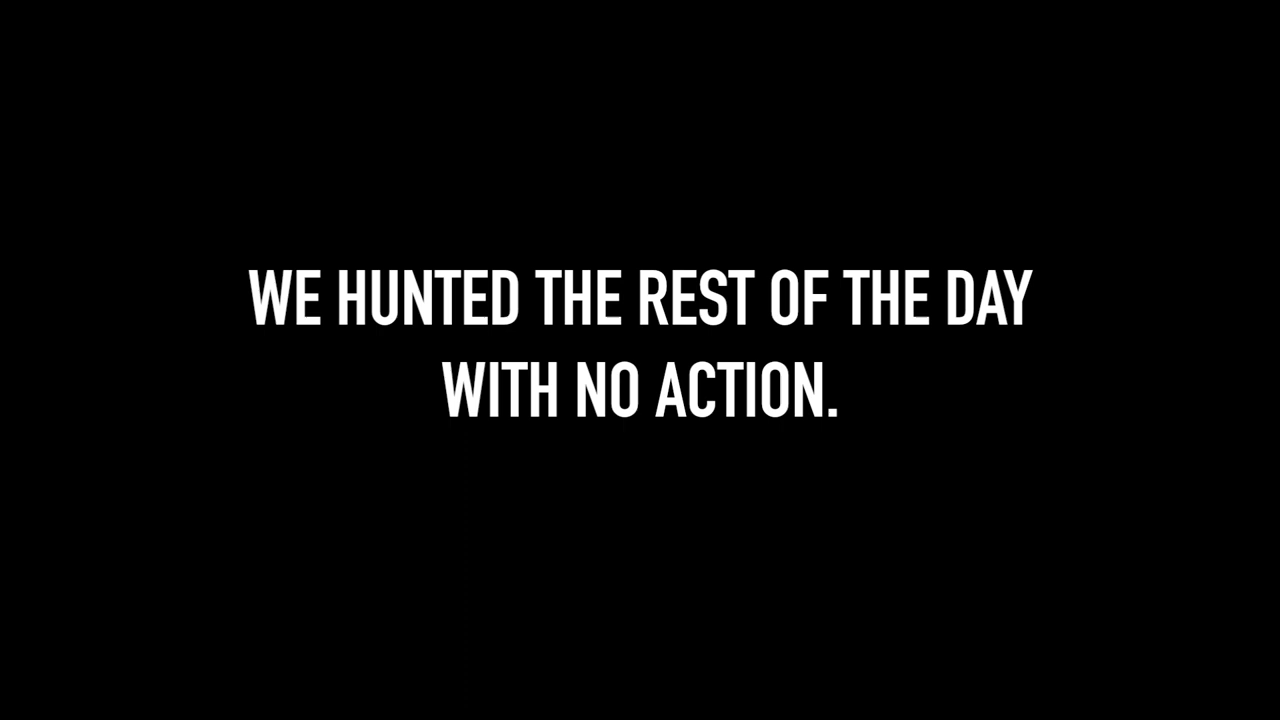 WE HUNTED THE REST OF THE DAY
WITH NO ACTION.